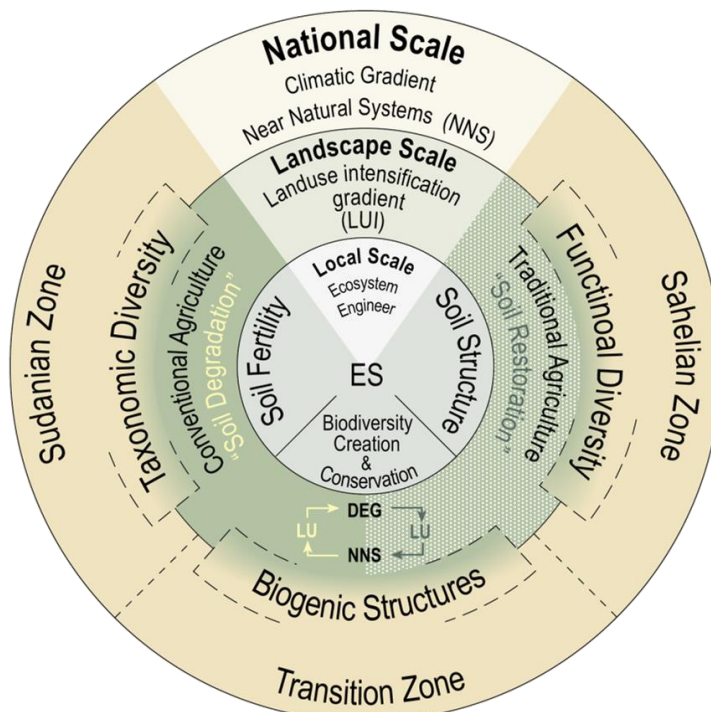 National Scale
Climatic Gradient
Near Natural Systems (NNS)
Landscape Scale
Landuse intensification
gradient
(LUI)
Local Scale
Ecosystem
Engineer
Sudanian Zone
Taxonomic Diversity
Conventional Agriculture
"Soil Degradation"
Soil Fertility
ES
Soil Structure
"Soil Restoration"
Traditional Agriculture
Functinoal Diversity
Sahelian Zone
Biodiversity
Creation
&
Conservation
DEG
LU
LU
NNS
Biogenic Structures
Transition Zone